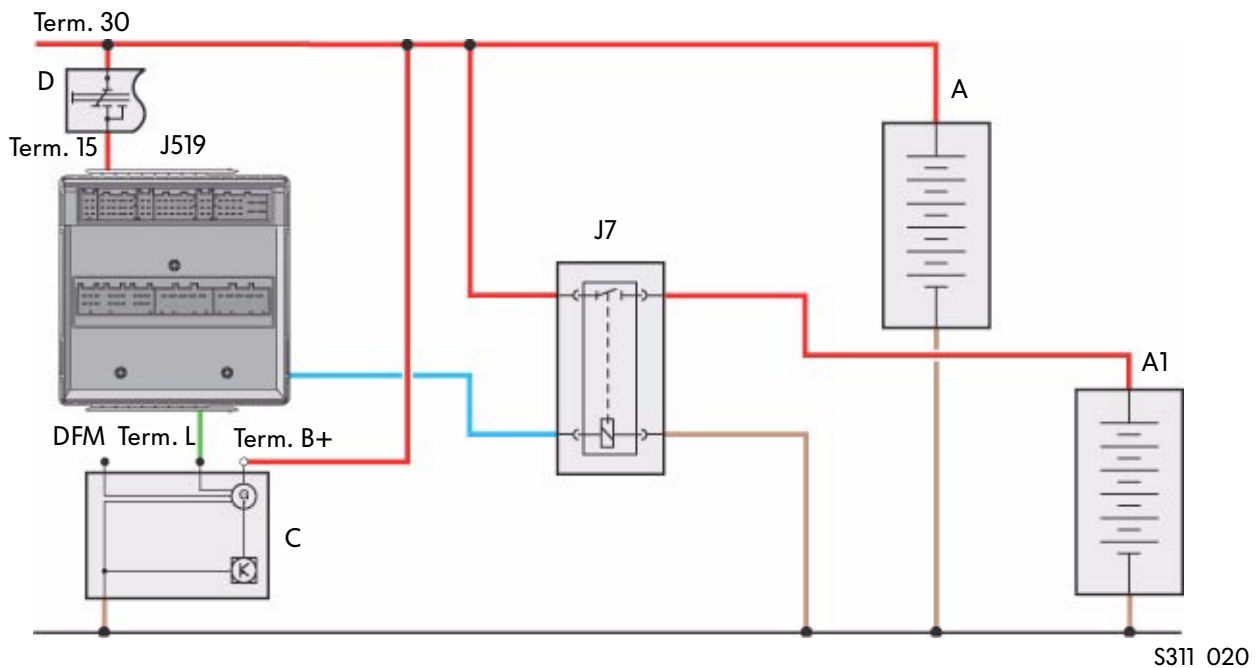 Term. 30
D
A
Term. 15
J519
J7
A1
DFM
Term. L
Term. B+
G
C
K
S311_020